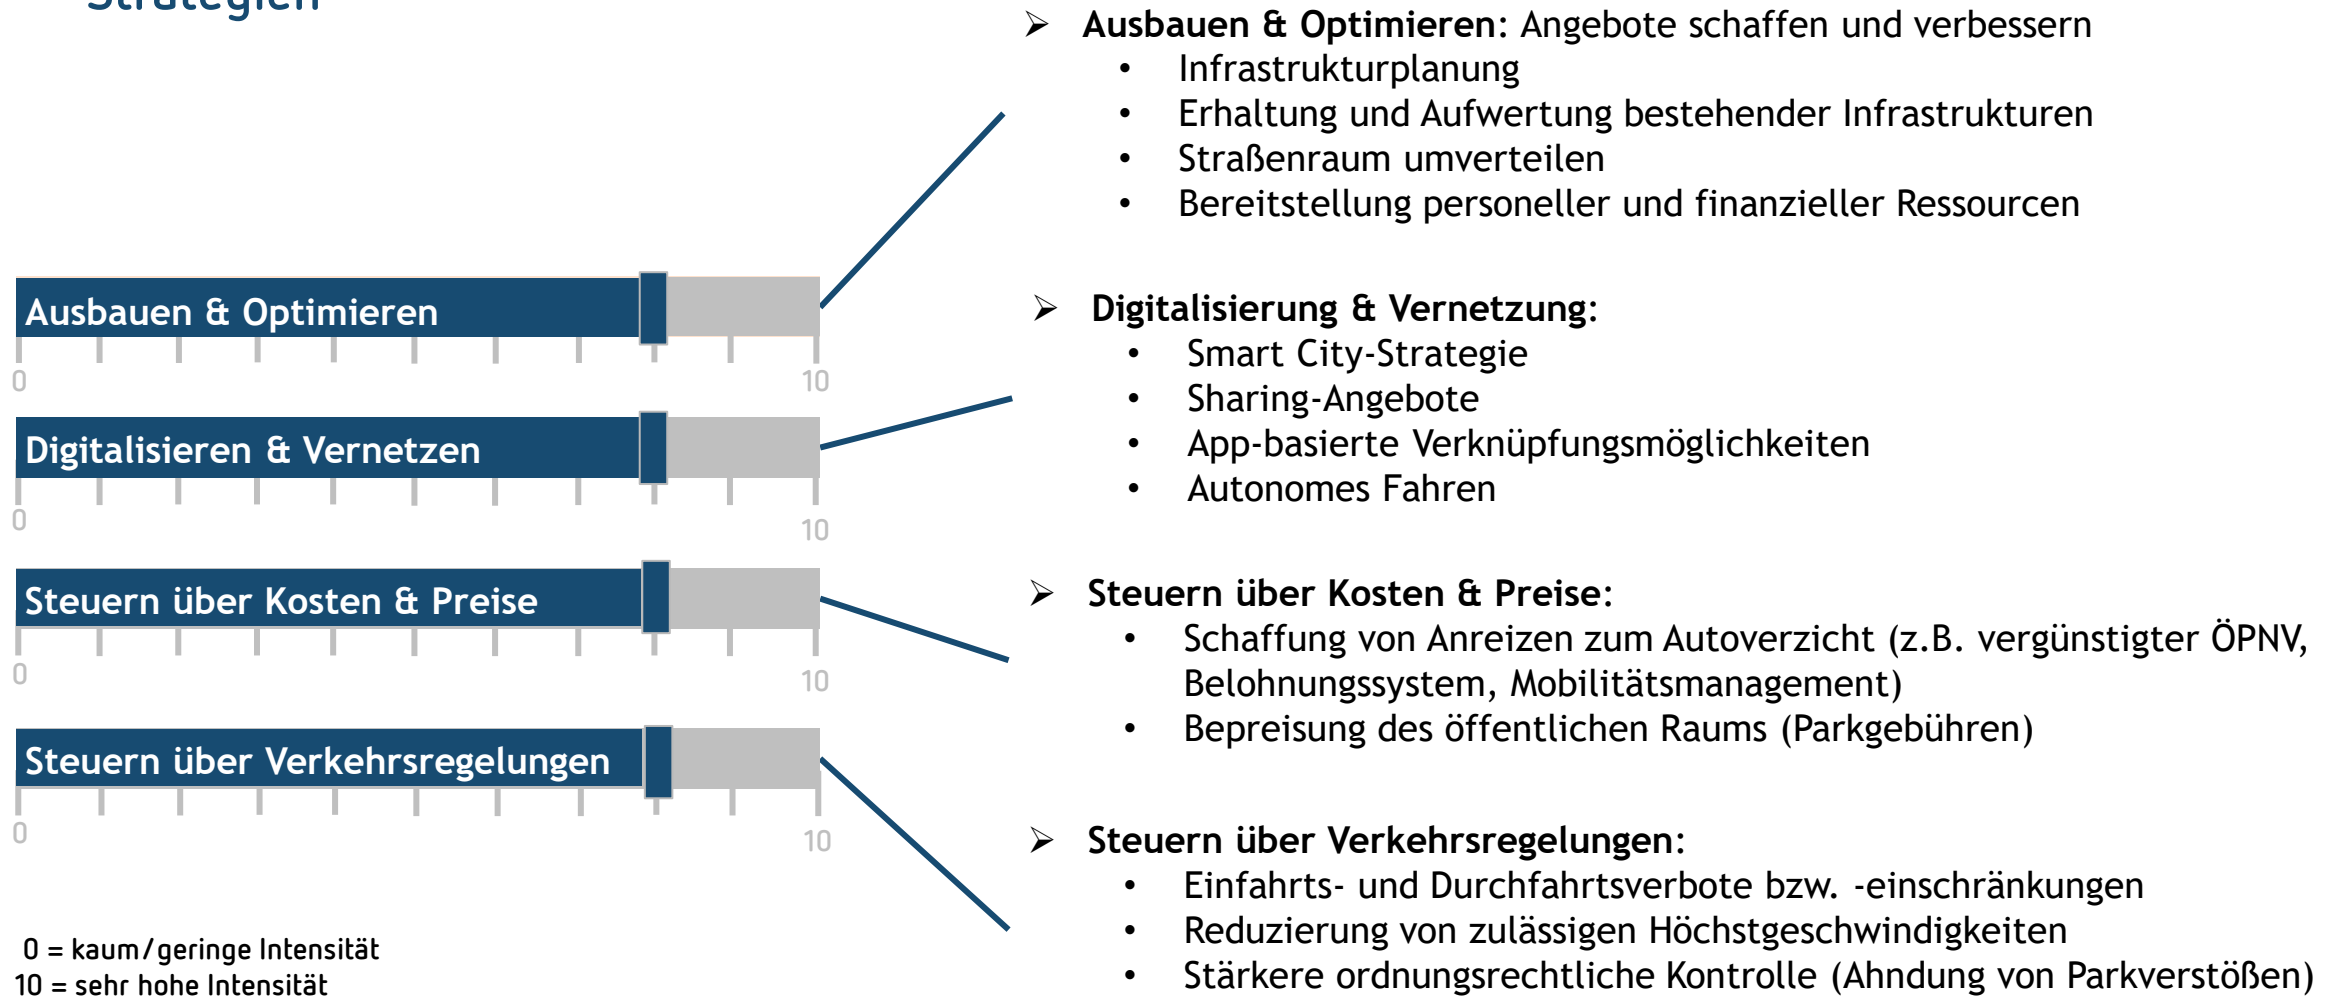 Strategien
Ausbauen & Optimieren
0 10
Digitalisieren & Vernetzen
0 10
Steuern über Kosten & Preise
0 10
Steuern über Verkehrsregelungen
0 10
0 = kaum/geringe Intensität
10 = sehr hohe Intensität
➢ Ausbauen & Optimieren: Angebote schaffen und verbessern
• Infrastrukturplanung
• Erhaltung und Aufwertung bestehender Infrastrukturen
• Straßenraum umverteilen
• Bereitstellung personeller und finanzieller Ressourcen
➢ Digitalisierung & Vernetzung:
• Smart City-Strategie
• Sharing-Angebote
• App-basierte Verknüpfungsmöglichkeiten
• Autonomes Fahren
➢ Steuern über Kosten & Preise:
• Schaffung von Anreizen zum Autoverzicht (z.B. vergünstigter ÖPNV,
Belohnungssystem, Mobilitätsmanagement)
• Bepreisung des öffentlichen Raums (Parkgebühren)
➢ Steuern über Verkehrsregelungen:
• Einfahrts- und Durchfahrtsverbote bzw. -einschränkungen
• Reduzierung von zulässigen Höchstgeschwindigkeiten
• Stärkere ordnungsrechtliche Kontrolle (Ahndung von Parkverstößen)